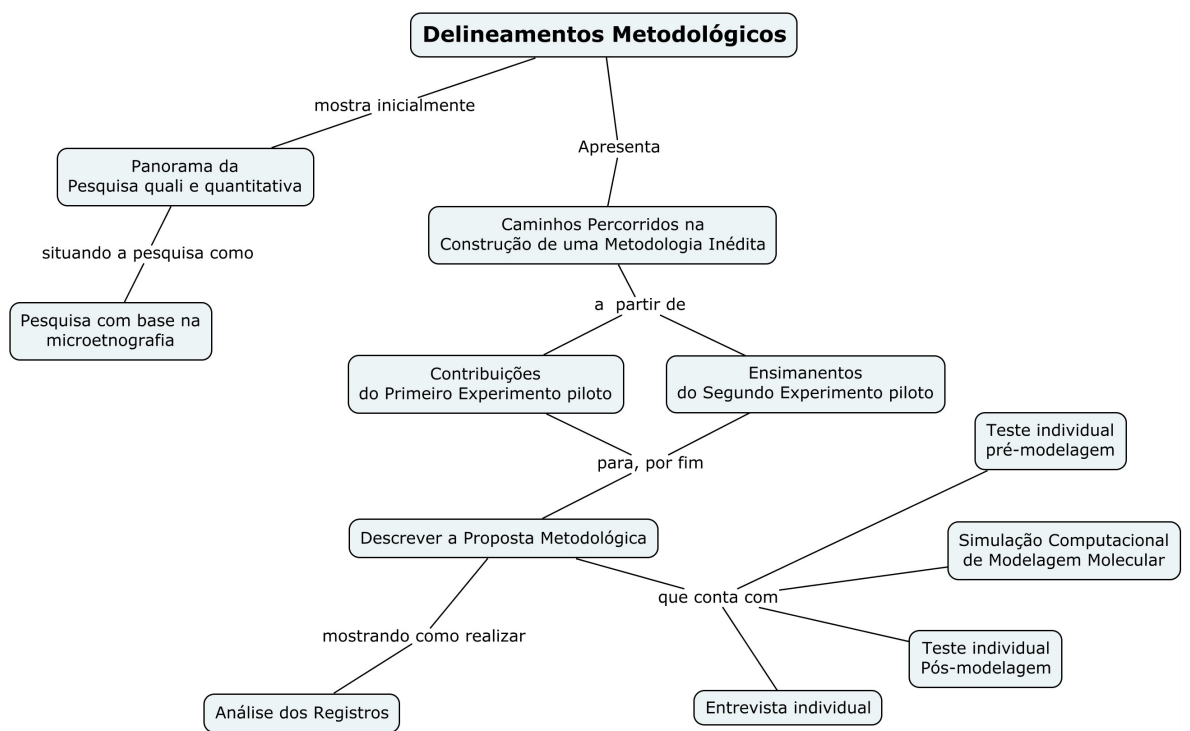 Delineamentos Metodológicos
mostra inicialmente
Apresenta
Panorama da
Pesquisa quali e quantitativa
situando a pesquisa como
Pesquisa com base na
microetnografia
Caminhos Percorridos na
Construção de uma Metodologia Inédita
a partir de
Contribuições
do Primeiro Experimento piloto
Ensimanentos
do Segundo Experimento piloto
para, por fim
Descrever a Proposta Metodológica
mostrando como realizar
Análise dos Registros
que conta com
Teste individual
pré-modelagem
Simulação Computacional
de Modelagem Molecular
Teste individual
Pós-modelagem
Entrevista individual